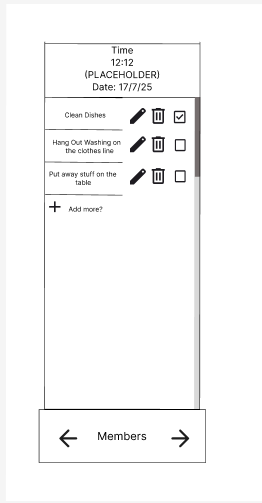 Time
12:12
(PLACEHOLDER)
Date: 17/7/25
Clean Dishes
Hang Out Washing on
the clothes line
Put away stuff on the
table
Add more?
Members